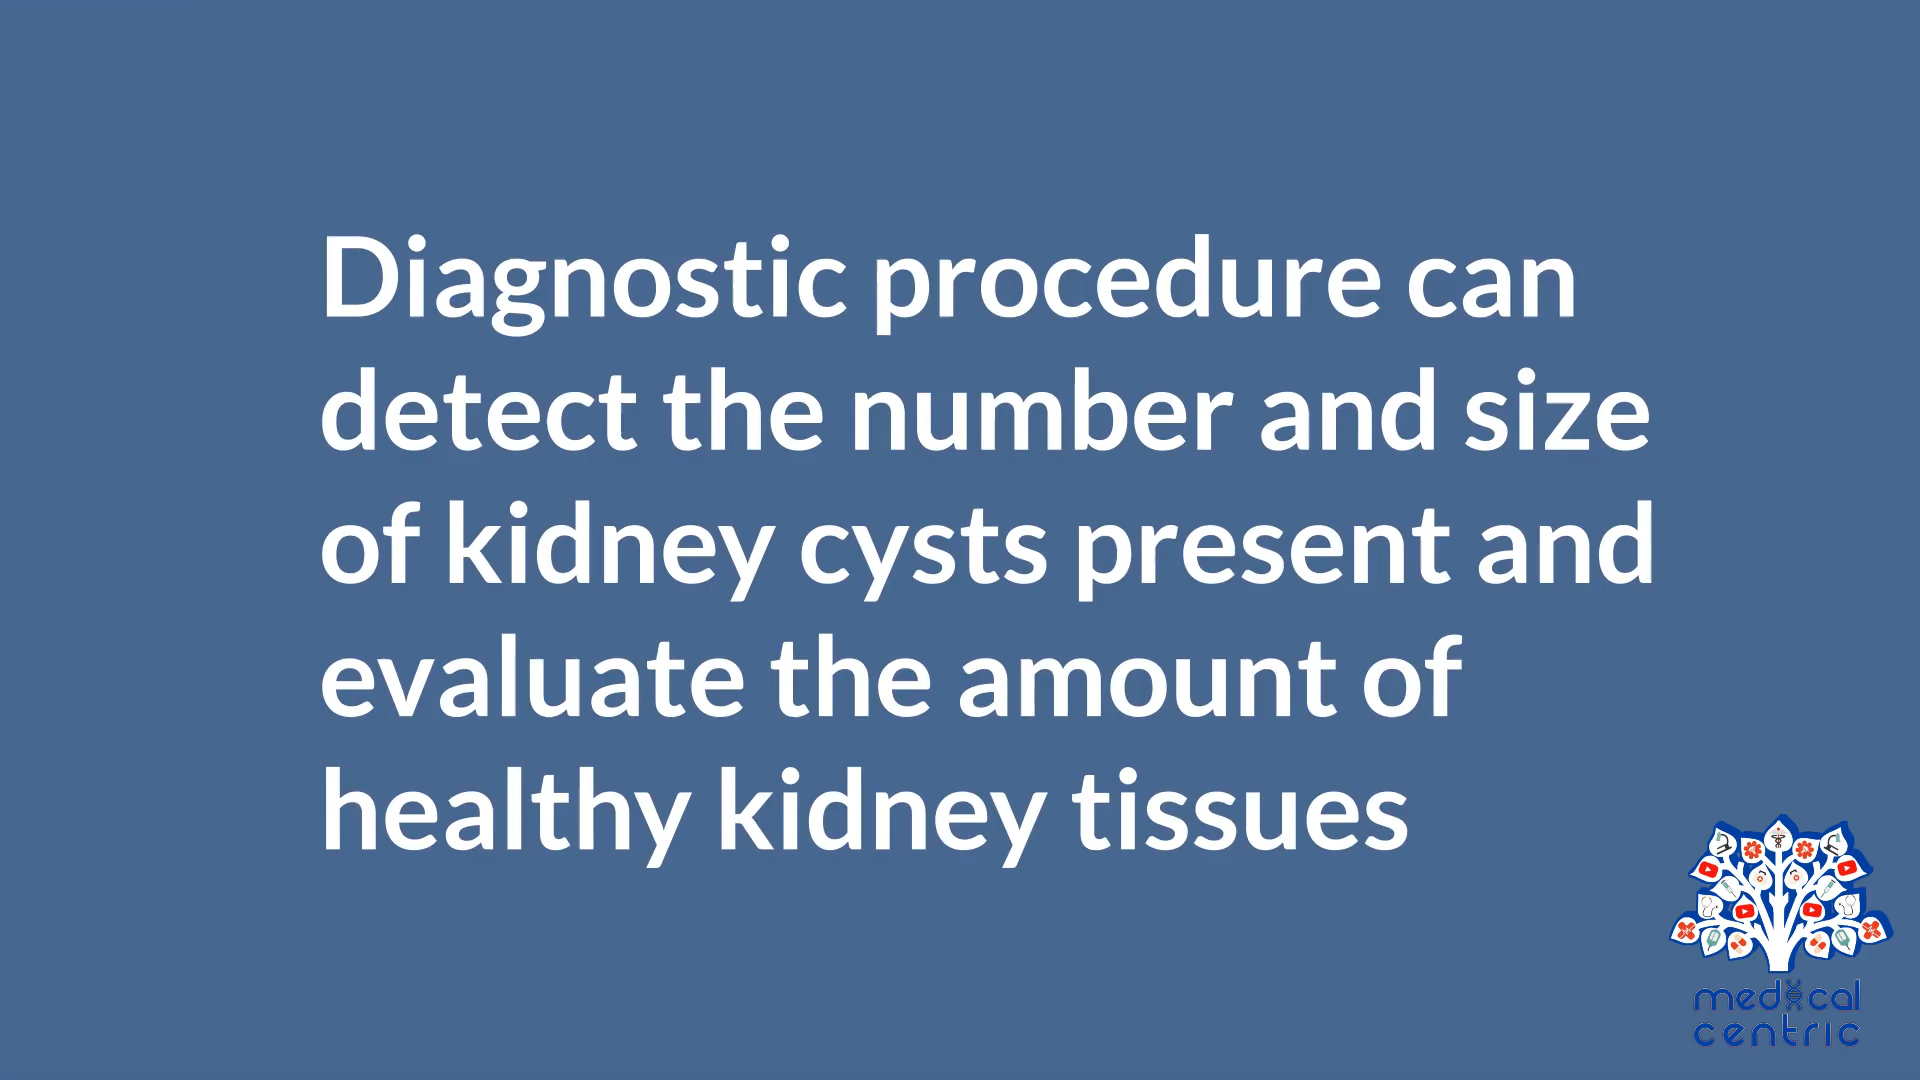 Diagnostic procedure can
detect the number and size
of kidney cysts present and
evaluate the amount of
healthy kidney tissues
medical
centric